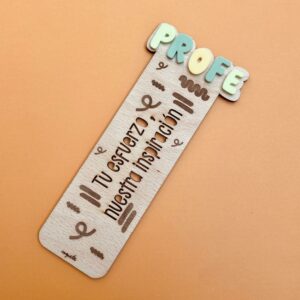 PROFE
Tu esfuerzo,
nuestra inspiración